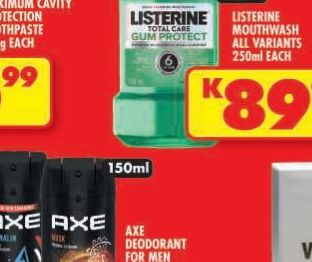 XIMUM CAVITY
OTECTION
OTHPASTE
g EACH
99
LISTERINE
TOTAL CARE
GUM PROTECT
6
LISTERINE
MOUTHWASH
ALL VARIANTS
250ml EACH
K89
150ml
AXE
AXE
MUSK
AXE
DEODORANT
FOR MEN